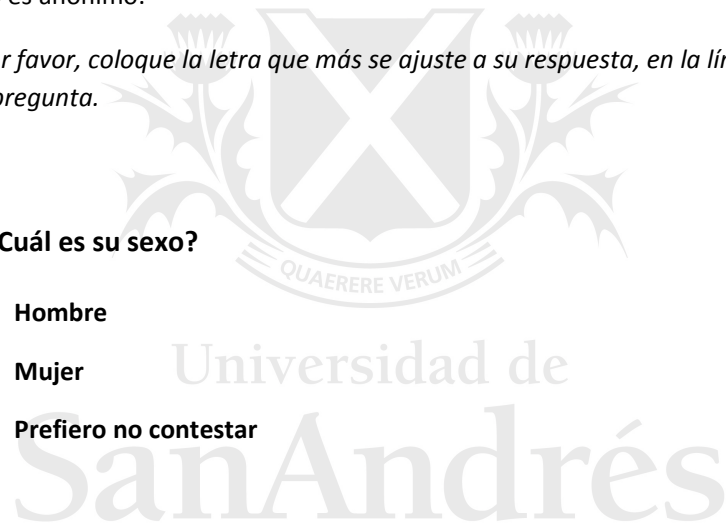 es anónimo.
r favor, coloque la letra que más se ajuste a su respuesta, en la lín
pregunta.
Cuál es su sexo?
QUAERERE VERUM
Hombre
Mujer
Universidad de
Prefiero no contestar
SanAndrés